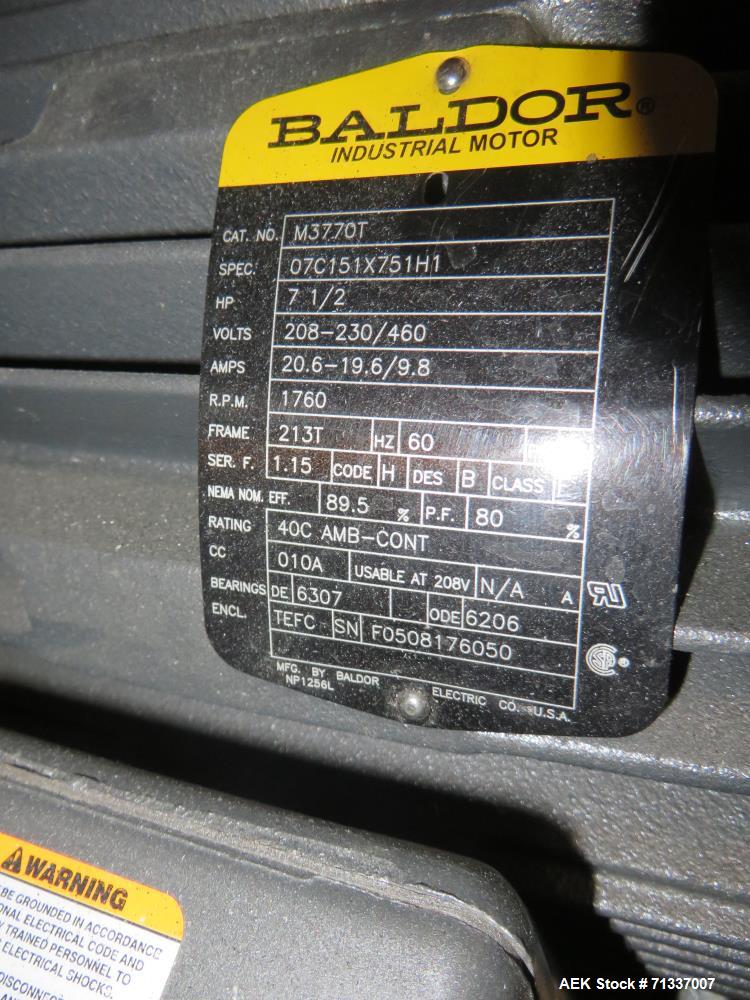 BALDOR®
INDUSTRIAL MOTOR
CAT. NO. M3770T
SPEC. 07C151X751H1
HP 7 1/2
VOLTS 208-230/460
AMPS 20.6-19.6/9.8
R.P.M. 1760
FRAME 213T HZ 60
SER. F. 1.15 CODE H DES B CLASS
NEMA NOM. EFF. 89.5 % P.F. 80 %
RATING 40C AMB-CONT
CC 010A USABLE AT 208V N/A A
BEARINGS DE 6307 ODE 6206
ENCL. TEFC SN F0508176050
MFG. BY BALDOR ELECTRIC CO. U.S.A.
NP1256L
WARNING
BE GROUNDED IN ACCORDANCE
ELECTRICAL CODE AND
TRAINED PERSONNEL TO
ELECTRICAL SHOCKS.
AEK Stock #71337007